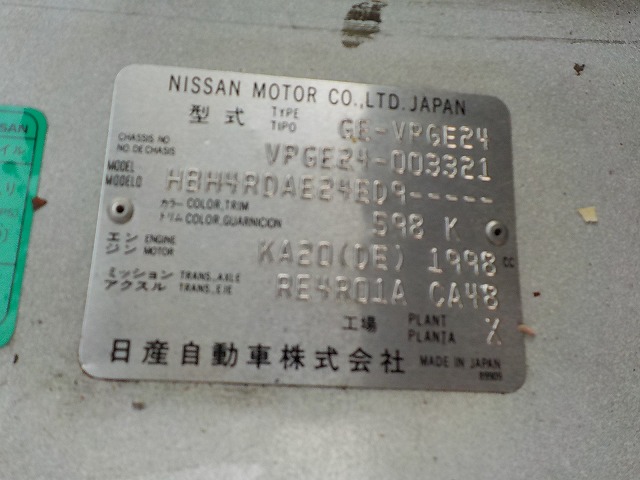 NISSAN MOTOR CO.,LTD. JAPAN
型式 TYPE TIPO GE-VPGE24
CHASSIS NO NO.DE CHASIS VPGE24-003321
MODEL MODELO
カラー COLOR,TRIM トリム COLOR,GUARNICION 598 K
エンジン ENGINE MOTOR KA20(DE) 1998 CC
ミッション TRANS.,AXLE アクスル TRANS.,EJE RE4R01A CA48
工場 PLANT PLANTA X
日産自動車株式会社 MADE IN JAPAN